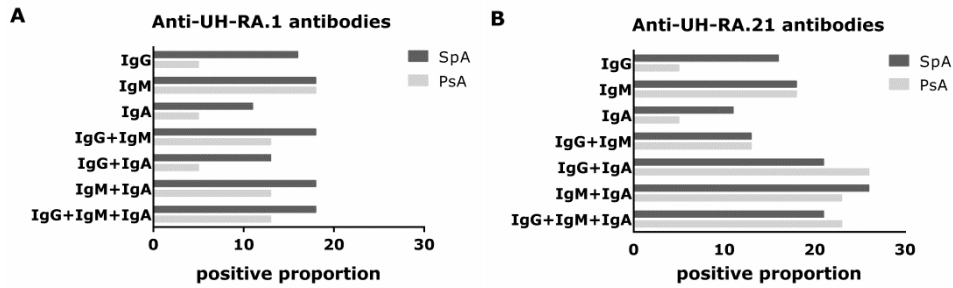 A
Anti-UH-RA.1 antibodies
IgG
IgM
IgA
IgG+IgM
IgG+IgA
IgM+IgA
IgG+IgM+IgA
SpA
PsA
0 10 20 30
positive proportion
B
Anti-UH-RA.21 antibodies
IgG
IgM
IgA
IgG+IgM
IgG+IgA
IgM+IgA
IgG+IgM+IgA
SpA
PsA
0 10 20 30
positive proportion